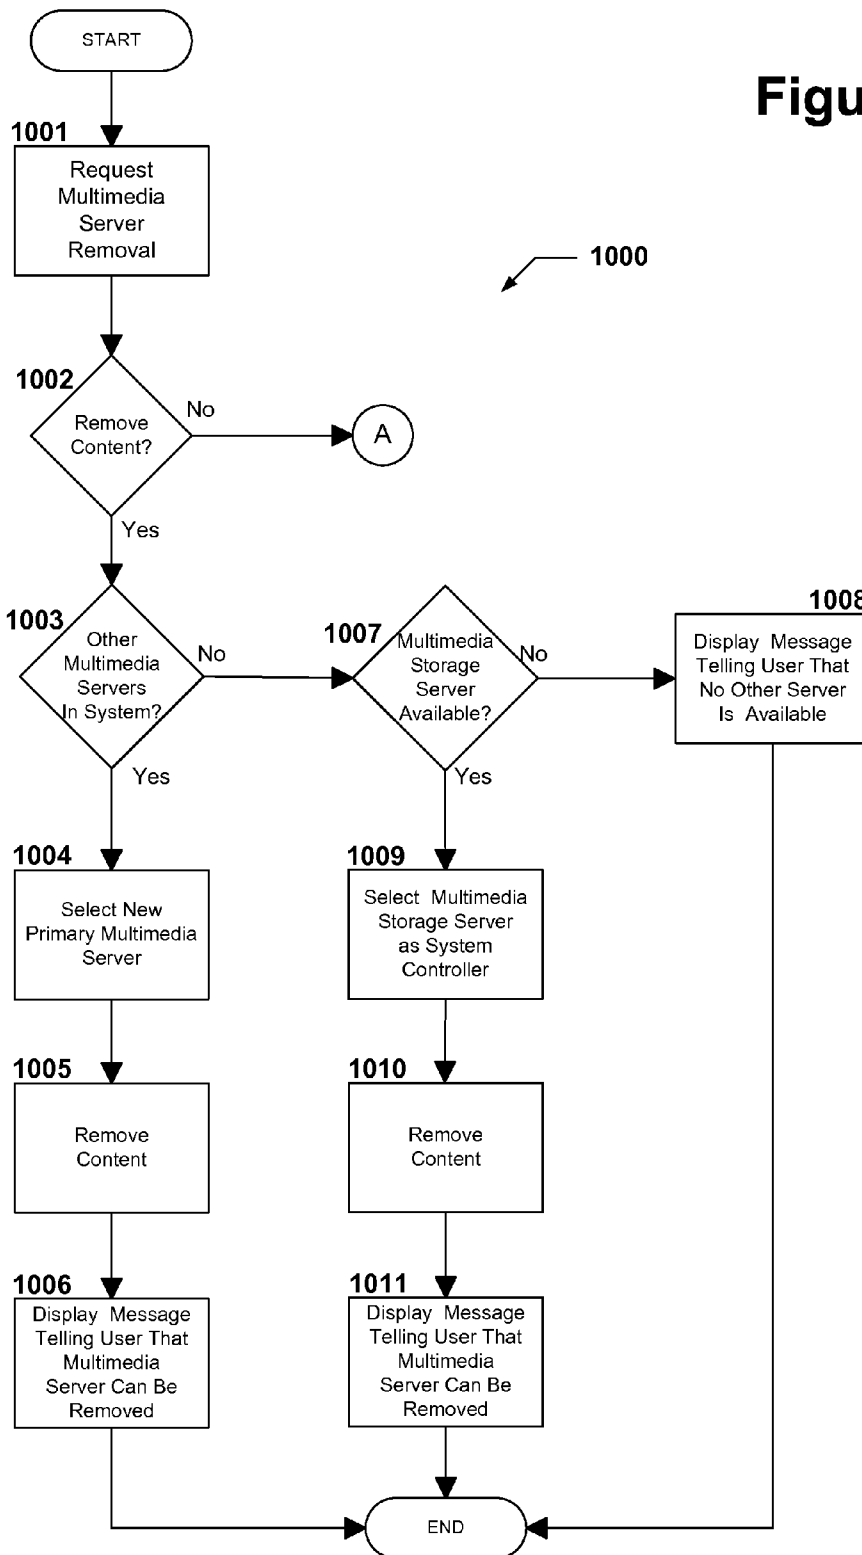 START
Figu
1001
Request
Multimedia
Server
Removal
1000
1002
Remove
Content?
No
A
Yes
1003
Other
Multimedia
Servers
In System?
No
1007
Multimedia
Storage
Server
Available?
No
1008
Display Message
Telling User That
No Other Server
Is Available
Yes
Yes
1004
Select New
Primary Multimedia
Server
1009
Select Multimedia
Storage Server
as System
Controller
1005
Remove
Content
1010
Remove
Content
1006
Display Message
Telling User That
Multimedia
Server Can Be
Removed
1011
Display Message
Telling User That
Multimedia
Server Can Be
Removed
END